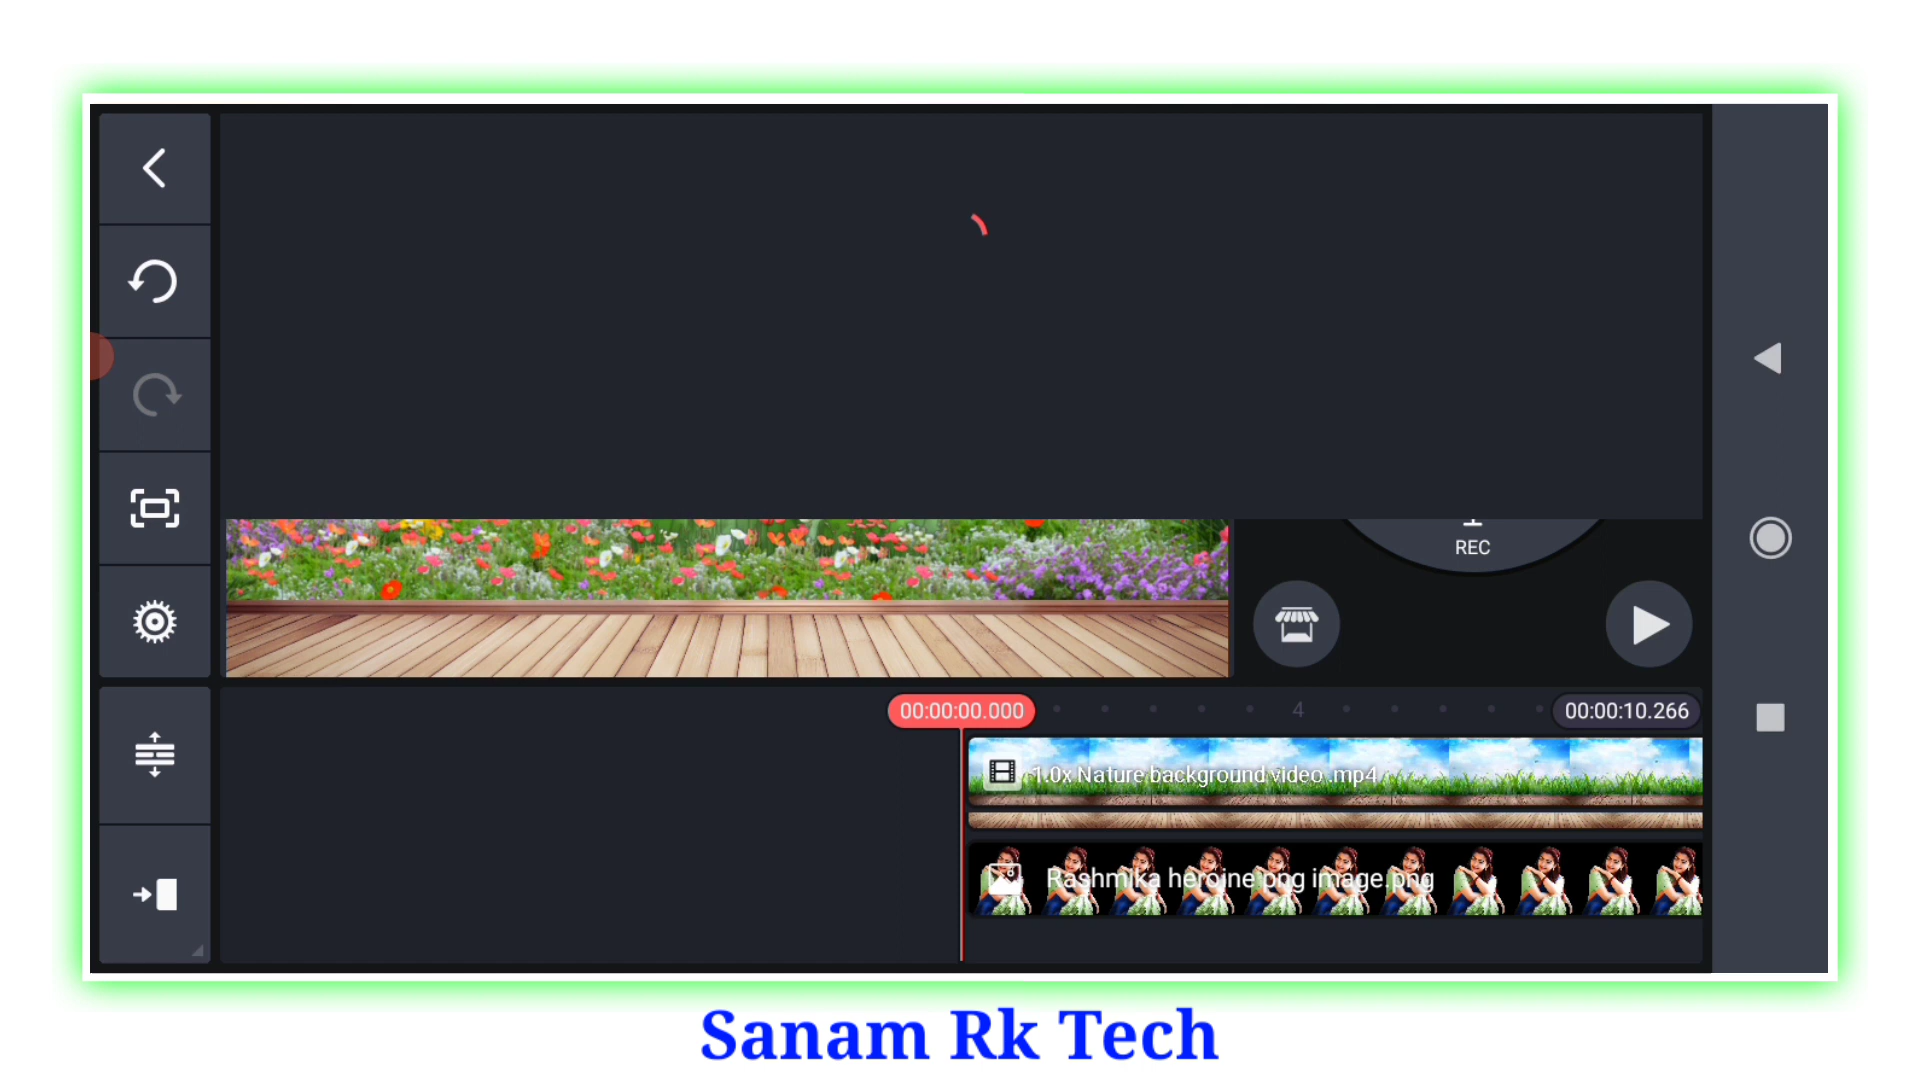 REC
00:00:00.000
4
00:00:10.266
1.0x Nature background video .mp4
Rashmika heroine png image.png
Sanam Rk Tech